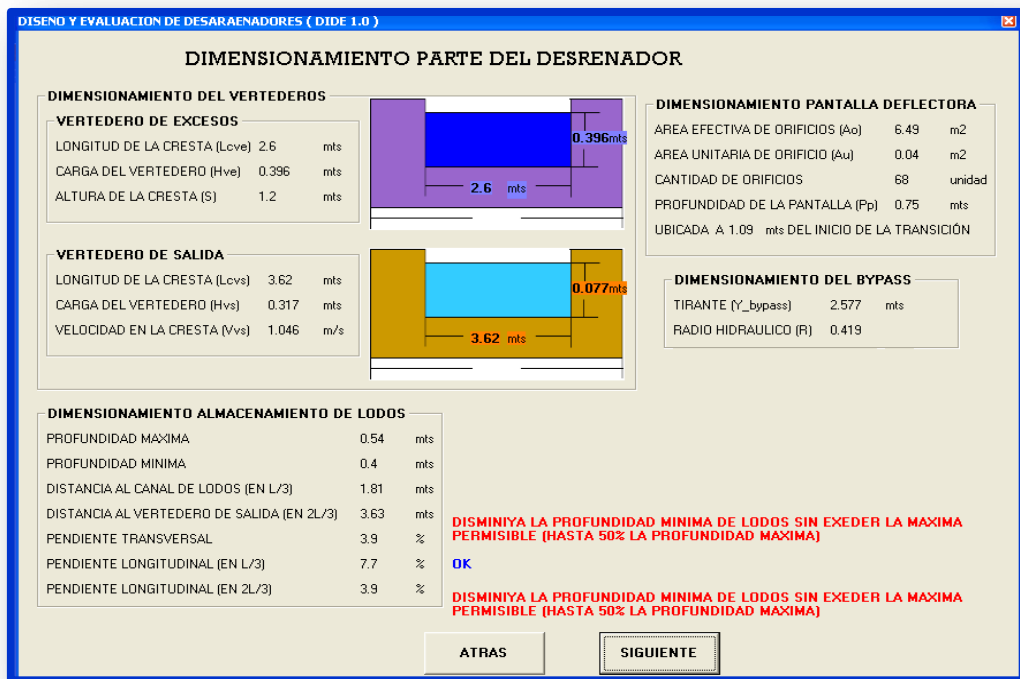 DISENO Y EVALUACION DE DESARAENADORES ( DIDE 1.0 )
DIMENSIONAMIENTO PARTE DEL DESRENADOR
DIMENSIONAMIENTO DEL VERTEDEROS
VERTEDERO DE EXCESOS
LONGITUD DE LA CRESTA (Lcve) 2.6 mts
CARGA DEL VERTEDERO (Hve) 0.396 mts
ALTURA DE LA CRESTA (S) 1.2 mts
0.396mts
2.6 mts
VERTEDERO DE SALIDA
LONGITUD DE LA CRESTA (Lcvs) 3.62 mts
CARGA DEL VERTEDERO (Hvs) 0.317 mts
VELOCIDAD EN LA CRESTA (Vvs) 1.046 m/s
0.077mts
3.62 mts
DIMENSIONAMIENTO PANTALLA DEFLECTORA
AREA EFECTIVA DE ORIFICIOS (Ao) 6.49 m2
AREA UNITARIA DE ORIFICIO (Au) 0.04 m2
CANTIDAD DE ORIFICIOS 68 unidad
PROFUNDIDAD DE LA PANTALLA (Pp) 0.75 mts
UBICADA A 1.09 mts DEL INICIO DE LA TRANSICIÓN
DIMENSIONAMIENTO DEL BYPASS
TIRANTE (Y_bypass) 2.577 mts
RADIO HIDRAULICO (R) 0.419
DIMENSIONAMIENTO ALMACENAMIENTO DE LODOS
PROFUNDIDAD MAXIMA 0.54 mts
PROFUNDIDAD MINIMA 0.4 mts
DISTANCIA AL CANAL DE LODOS (EN L/3) 1.81 mts
DISTANCIA AL VERTEDERO DE SALIDA (EN 2L/3) 3.63 mts
PENDIENTE TRANSVERSAL 3.9 %
PENDIENTE LONGITUDINAL (EN L/3) 7.7 %
PENDIENTE LONGITUDINAL (EN 2L/3) 3.9 %
DISMINIYA LA PROFUNDIDAD MINIMA DE LODOS SIN EXEDER LA MAXIMA
PERMISIBLE (HASTA 50% LA PROFUNDIDAD MAXIMA)
OK
DISMINIYA LA PROFUNDIDAD MINIMA DE LODOS SIN EXEDER LA MAXIMA
PERMISIBLE (HASTA 50% LA PROFUNDIDAD MAXIMA)
ATRAS
SIGUIENTE